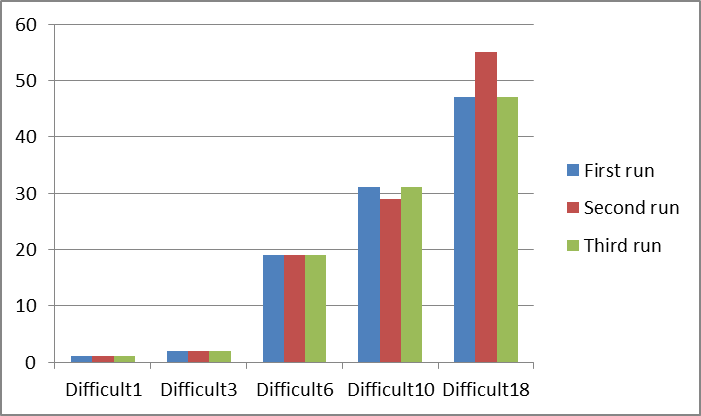 60
50
40
30
20
10
0
Difficult1 Difficult3 Difficult6 Difficult10 Difficult18
First run
Second run
Third run